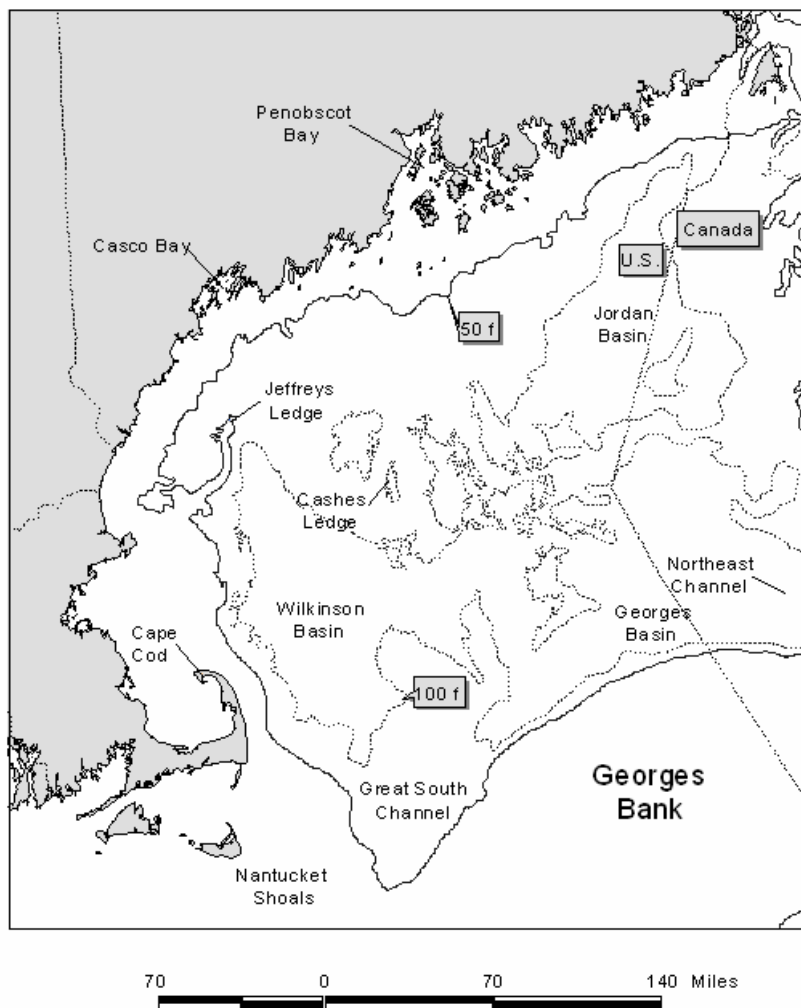 Penobscot
Bay
Casco Bay
Canada
U.S.
Jordan
Basin
50 f
Jeffreys
Ledge
Cashes
Ledge
Northeast
Channel
Wilkinson
Basin
Georges
Basin
Cape
Cod
100 f
Great South
Channel
Georges
Bank
Nantucket
Shoals
70 0 70 140 Miles